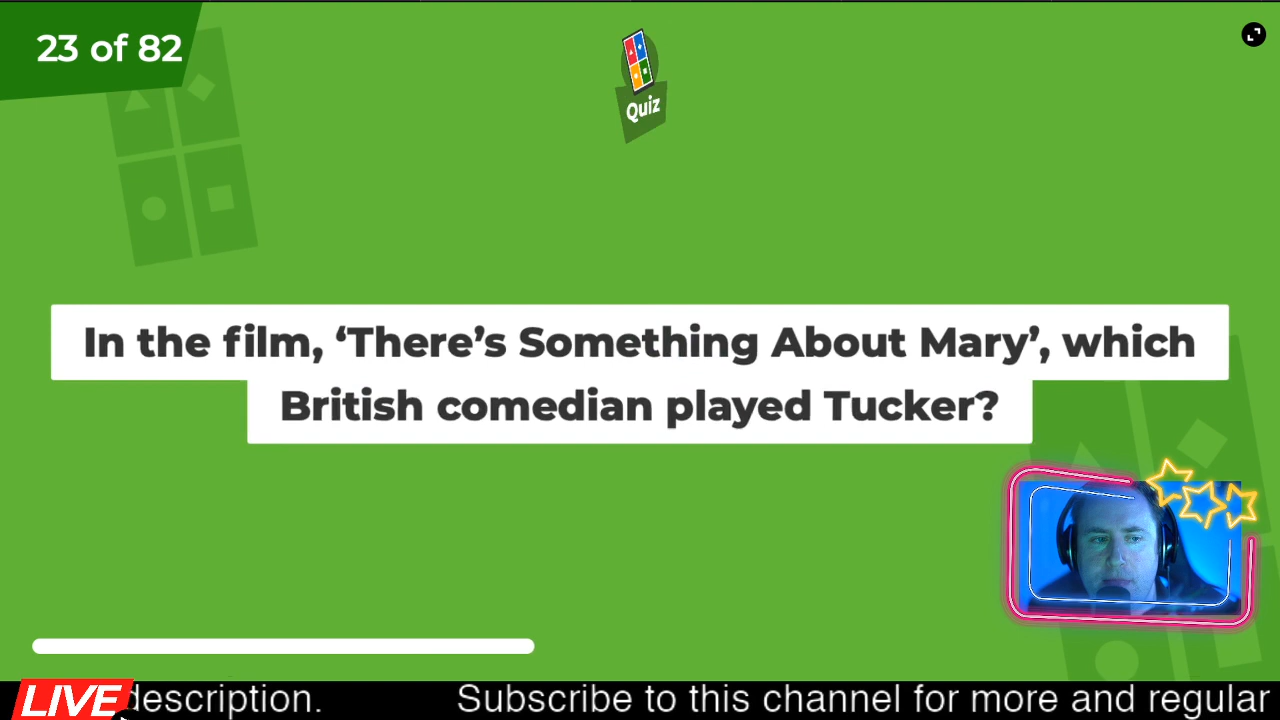 23 of 82
Quiz
In the film, ‘There’s Something About Mary’, which
British comedian played Tucker?
LIVE description. Subscribe to this channel for more and regular